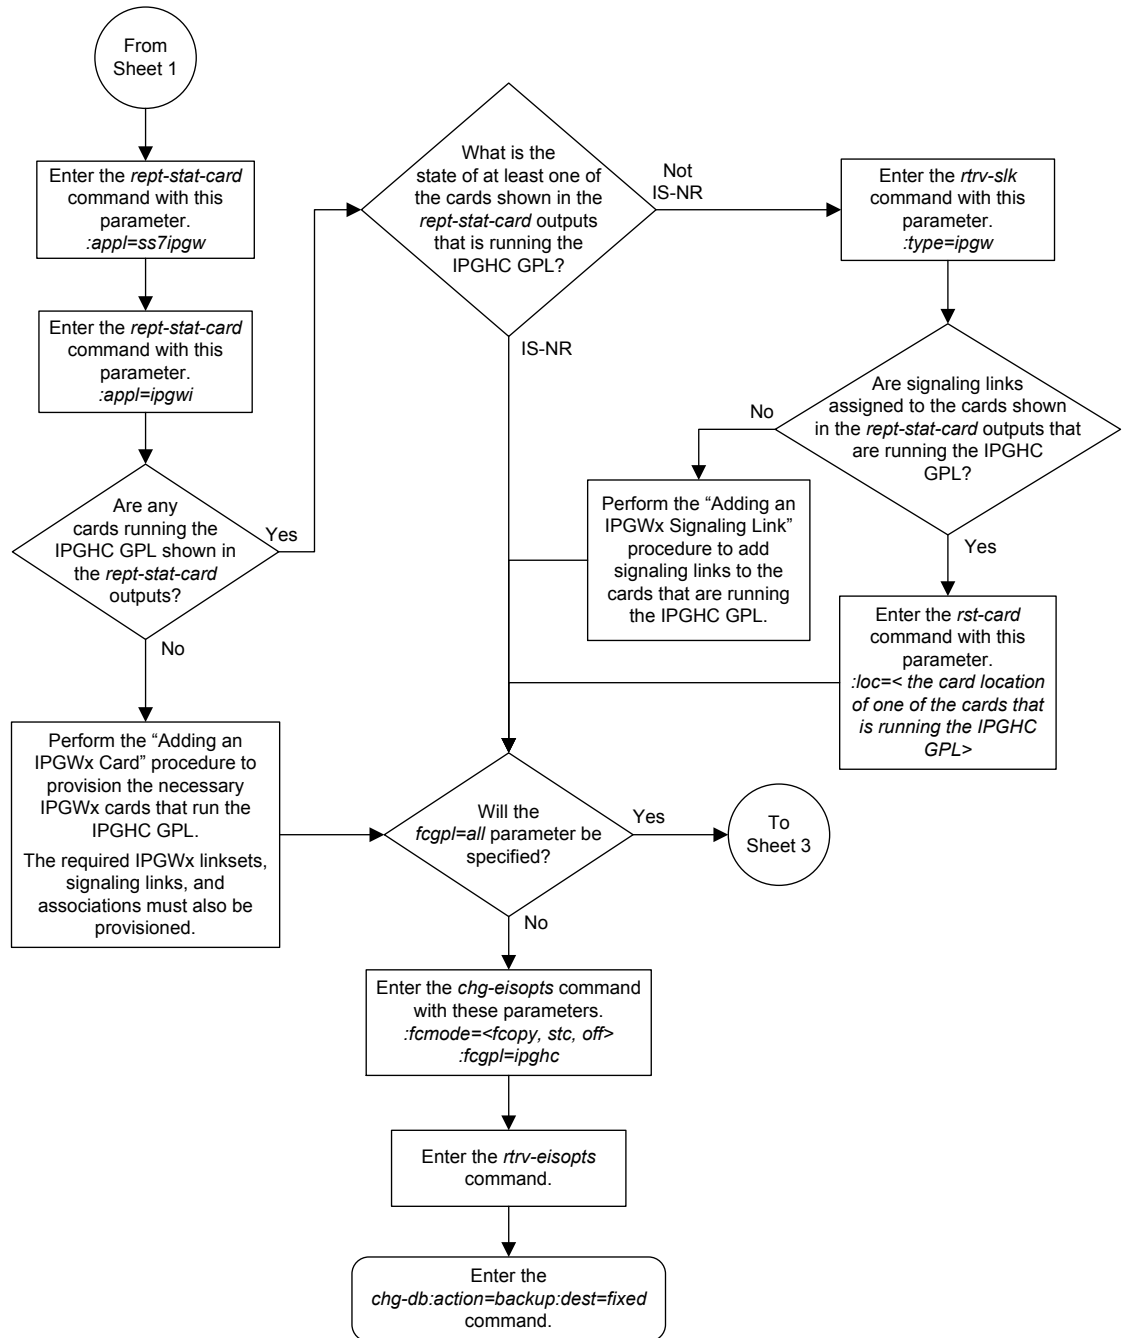 From
Sheet 1
Enter the rept-stat-card
command with this
parameter.
:appl=ss7ipgw
Enter the rept-stat-card
command with this
parameter.
:appl=ipgwi
Are any
cards running the
IPGHC GPL shown in
the rept-stat-card
outputs?
Yes
No
Perform the “Adding an
IPGWx Card” procedure to
provision the necessary
IPGWx cards that run the
IPGHC GPL.
The required IPGWx linksets,
signaling links, and
associations must also be
provisioned.
What is the
state of at least one of
the cards shown in the
rept-stat-card outputs
that is running the
IPGHC GPL?
Not
IS-NR
IS-NR
Enter the rtrv-slk
command with this
parameter.
:type=ipgw
Are signaling links
assigned to the cards shown
in the rept-stat-card outputs that
are running the IPGHC
GPL?
No
Yes
Perform the “Adding an
IPGWx Signaling Link”
procedure to add
signaling links to the
cards that are running
the IPGHC GPL.
Enter the rst-card
command with this
parameter.
:loc=< the card location
of one of the cards that
is running the IPGHC
GPL>
Will the
fcgpl=all parameter be
specified?
Yes
To
Sheet 3
No
Enter the chg-eisopts command
with these parameters.
:fcmode=<fcopy, stc, off>
:fcgpl=ipghc
Enter the rtrv-eisopts
command.
Enter the
chg-db:action=backup:dest=fixed
command.